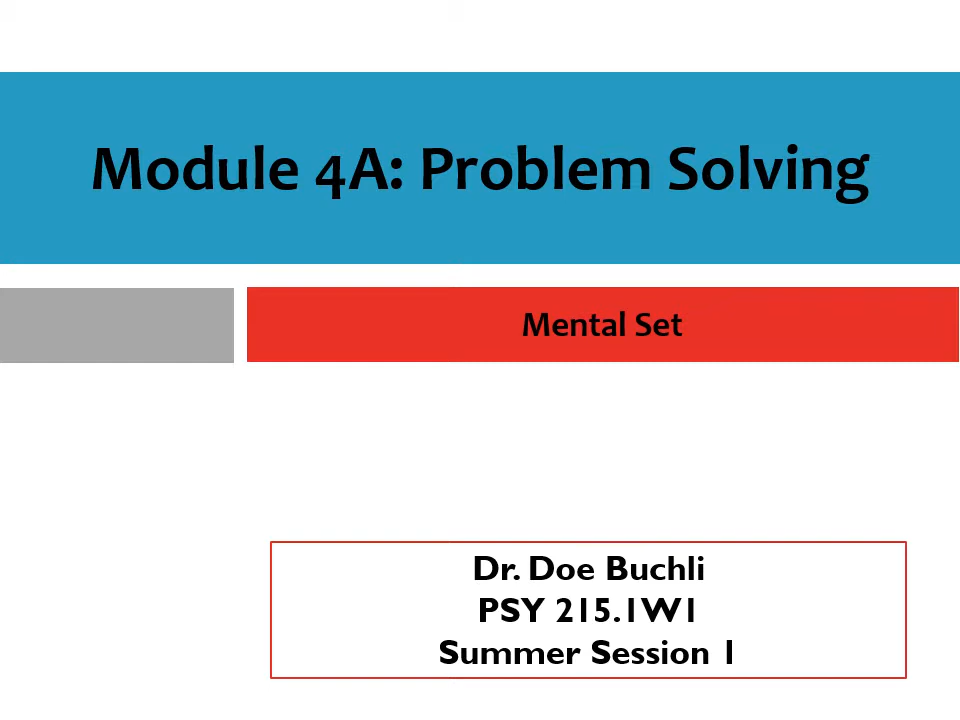 Module 4A: Problem Solving
Mental Set
Dr. Doe Buchli
PSY 215.1W1
Summer Session 1